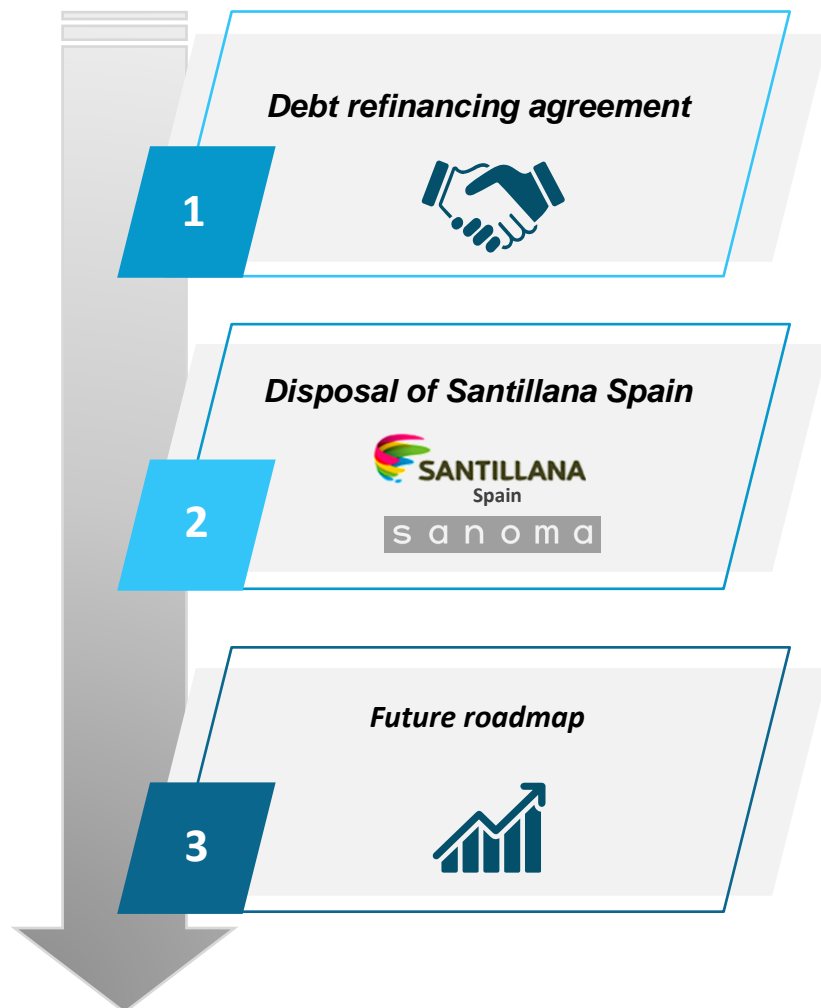 Debt refinancing agreement
1
Disposal of Santillana Spain
SANTILLANA
Spain
sanoma
2
Future roadmap
3